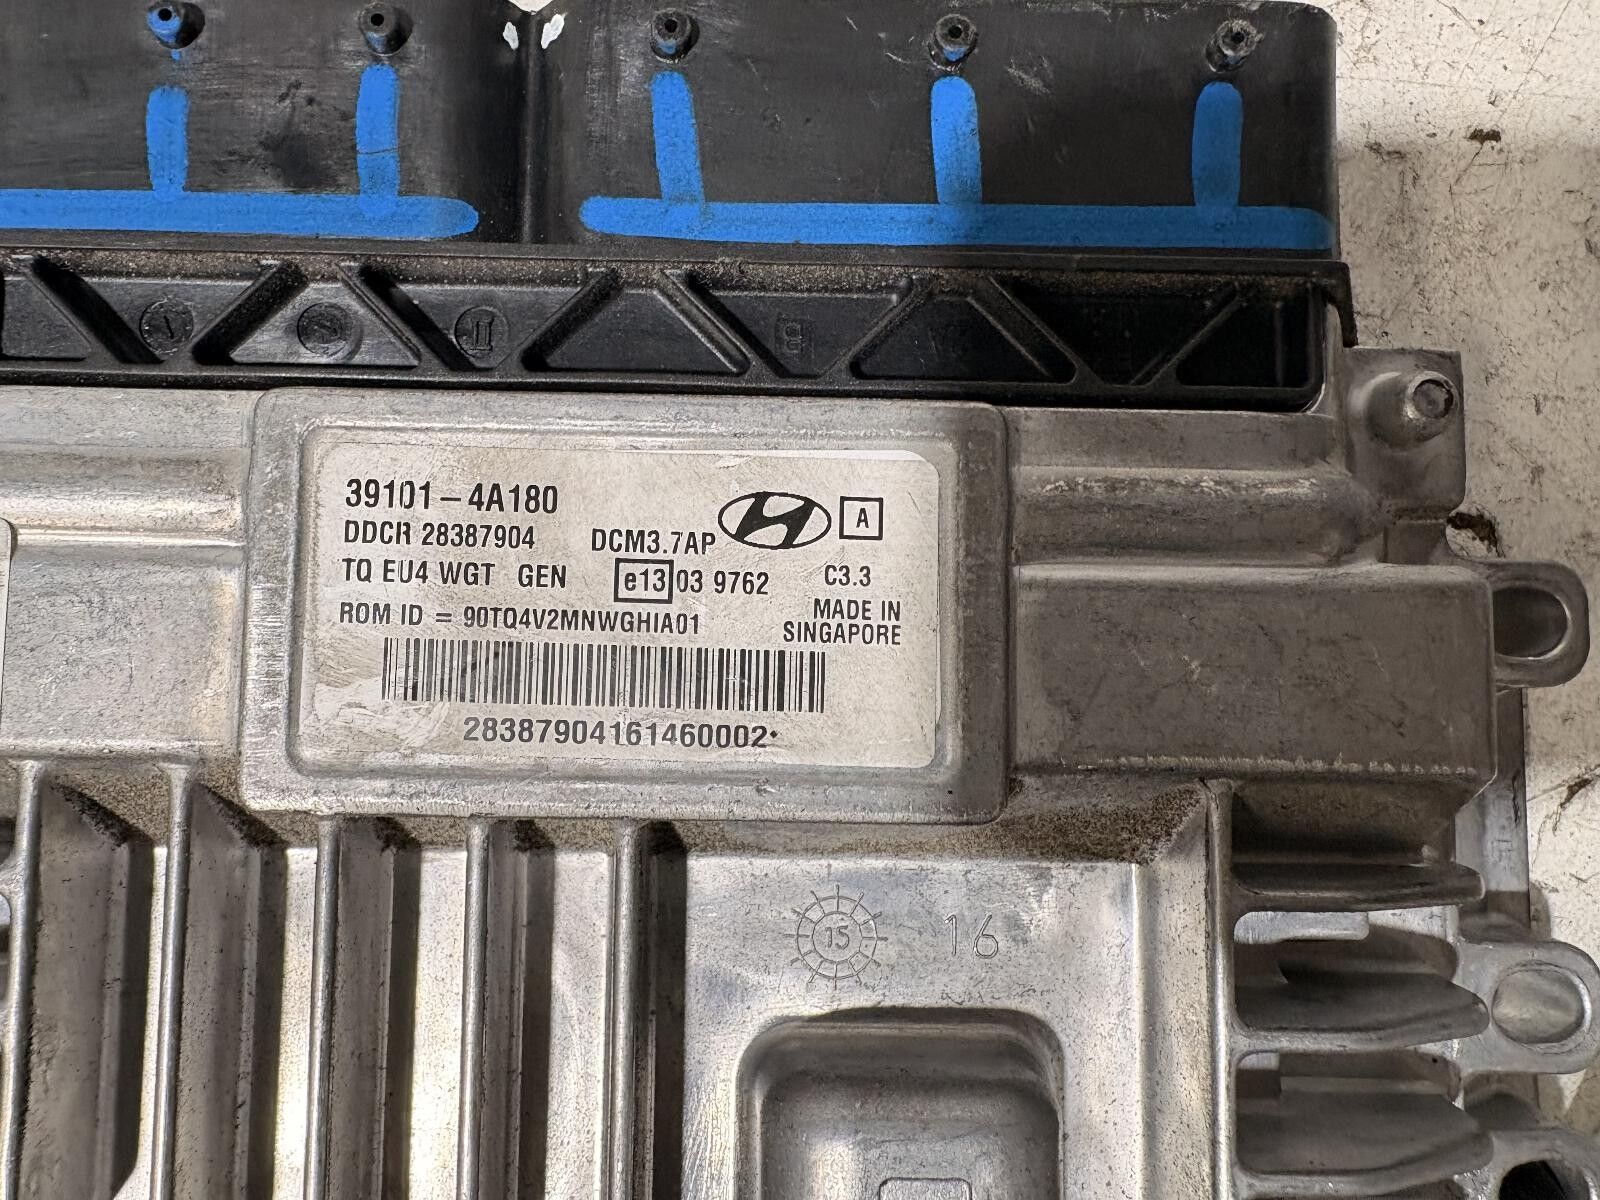 39101-4A180
DDCR 28387904 DCM3.7AP A
TQ EU4 WGT GEN e13 03 9762 C3.3
ROM ID = 90TQ4V2MNWGHIA01 MADE IN
SINGAPORE
28387904161460002
15 16